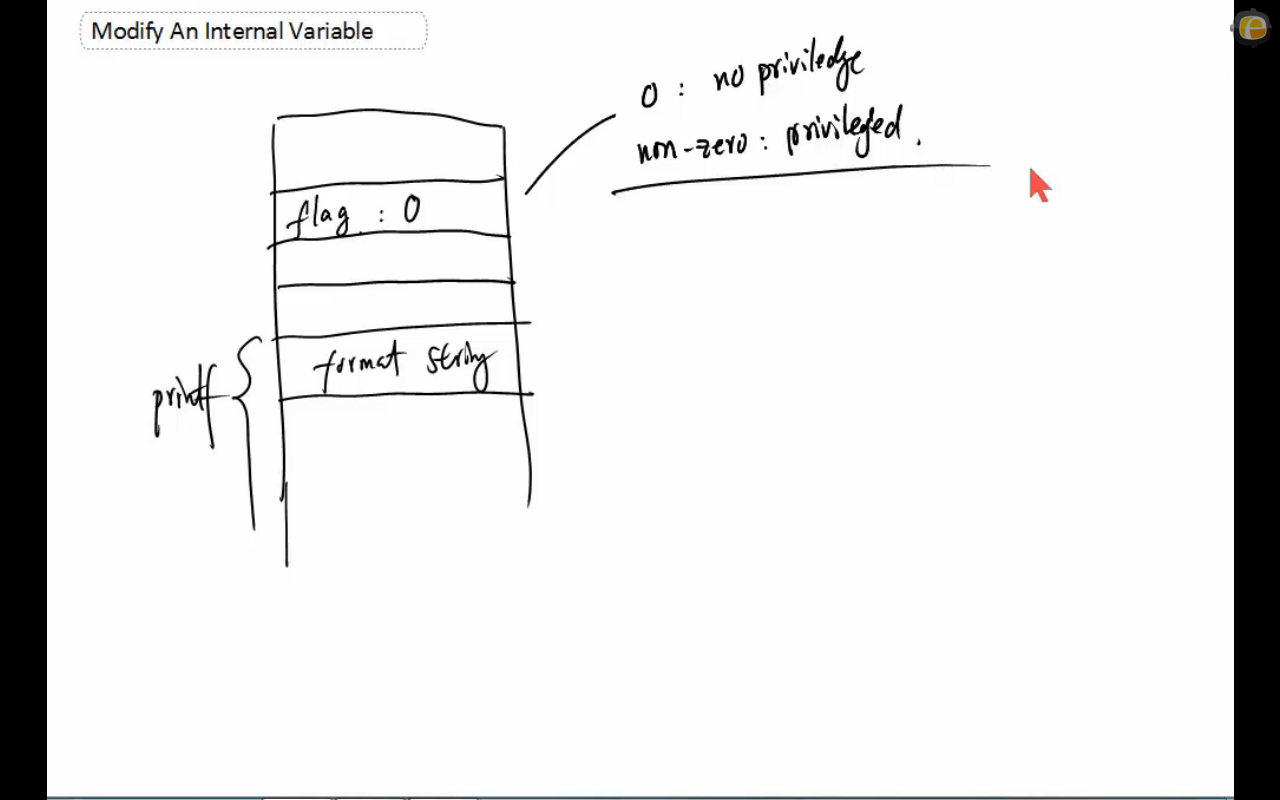 Modify An Internal Variable
0 : no priviledge
non-zero : privileged.
flag : 0
format string
printf